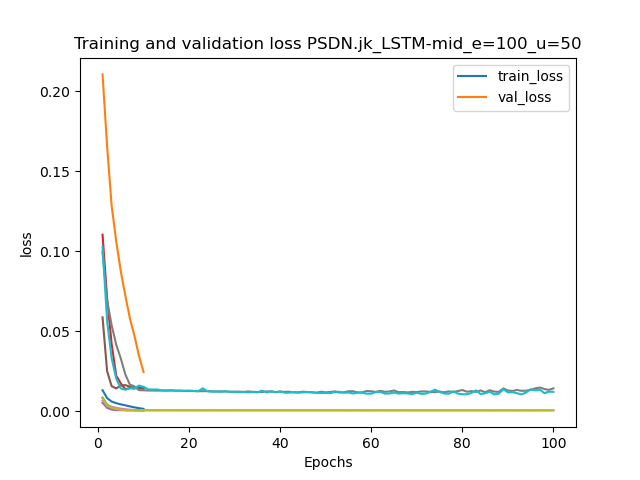 Training and validation loss PSDN.jk_LSTM-mid_e=100_u=50
train_loss
val_loss
0.20
0.15
0.10
0.05
0.00
loss
0 20 40 60 80 100
Epochs